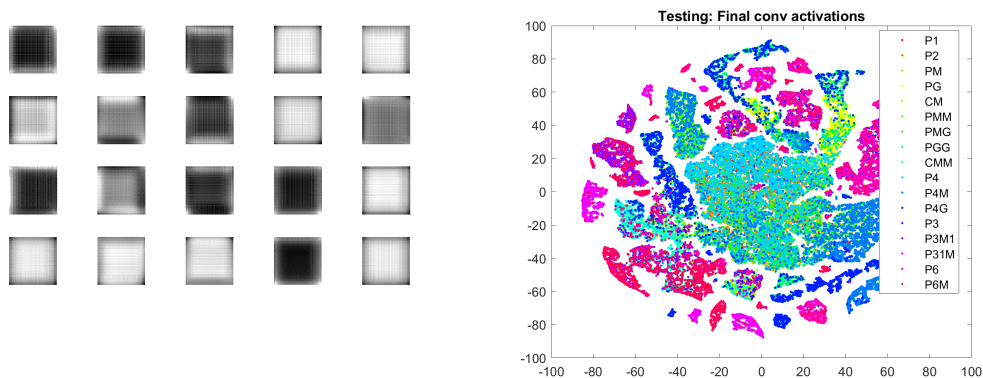 Testing: Final conv activations
100
80
60
40
20
0
-20
-40
-60
-80
-100
-100 -80 -60 -40 -20 0 20 40 60 80 100
P1
P2
PM
PG
CM
PMM
PMG
PGG
CMM
P4
P4M
P4G
P3
P3M1
P31M
P6
P6M